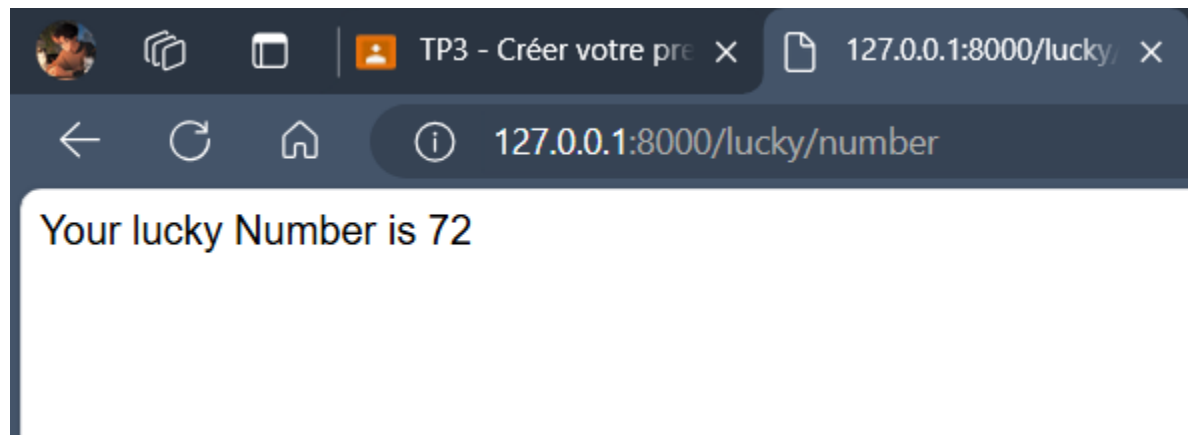 TP3 - Créer votre pre
127.0.0.1:8000/lucky/
127.0.0.1:8000/lucky/number
Your lucky Number is 72